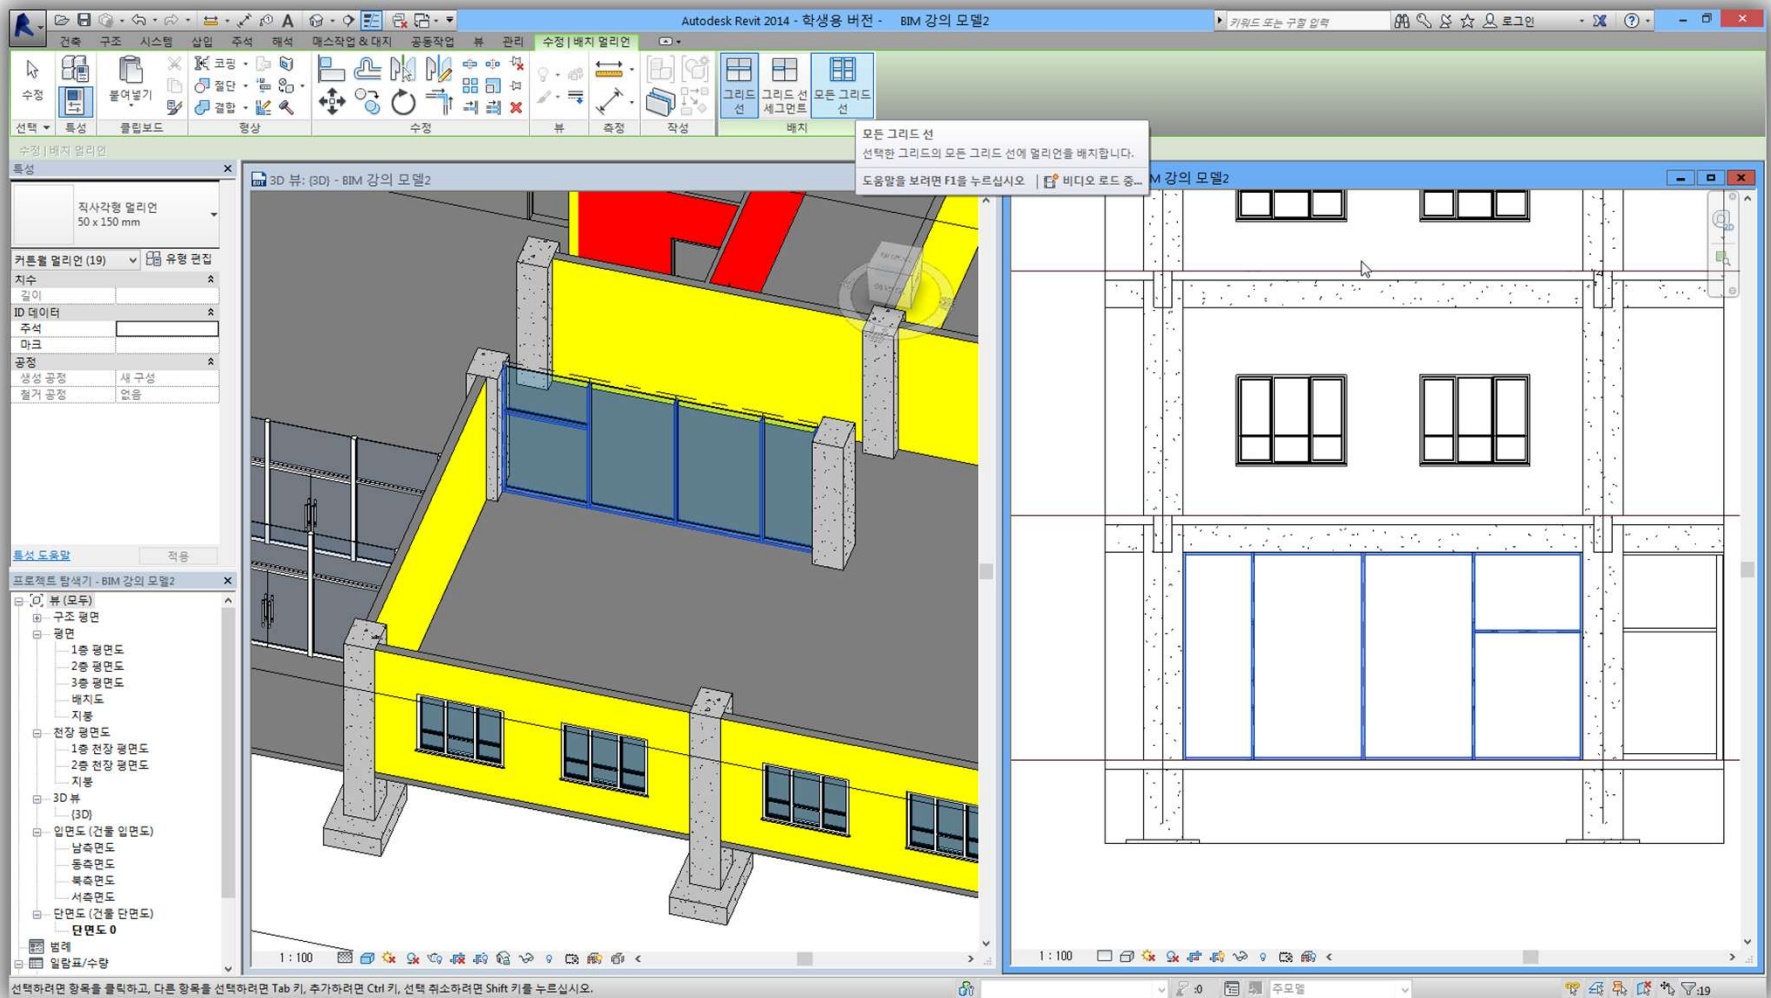 Autodesk Revit 2014 - 학생용 버전 - BIM 강의 모델2
키워드 또는 구절 입력
로그인
건축 구조 시스템 삽입 주석 해석 매스작업 & 대지 공동작업 뷰 관리 수정 | 배치 멀리언
수정
붙여넣기
코핑
절단
결합
그리드 선
그리드 선 세그먼트
모든 그리드 선
선택 특성 클립보드 형상 수정 뷰 측정 작성 배치
수정 | 배치 멀리언
모든 그리드 선
선택한 그리드의 모든 그리드 선에 멀리언을 배치합니다.
도움말을 보려면 F1을 누르십시오
비디오 로드 중...
특성
직사각형 멀리언
50 x 150 mm
커튼월 멀리언 (19)
유형 편집
치수
길이
ID 데이터
주석
마크
공정
생성 공정 새 구성
철거 공정 없음
특성 도움말
적용
프로젝트 탐색기 - BIM 강의 모델2
뷰 (모두)
구조 평면
평면
1층 평면도
2층 평면도
3층 평면도
배치도
지붕
천장 평면도
1층 천장 평면도
2층 천장 평면도
지붕
3D 뷰
{3D}
입면도 (건물 입면도)
남측면도
동측면도
북측면도
서측면도
단면도 (건물 단면도)
단면도 0
범례
일람표/수량
3D 뷰: {3D} - BIM 강의 모델2
M 강의 모델2
1 : 100
1 : 100
선택하려면 항목을 클릭하고, 다른 항목을 선택하려면 Tab 키, 추가하려면 Ctrl 키, 선택 취소하려면 Shift 키를 누르십시오.
:0
주모델
:19